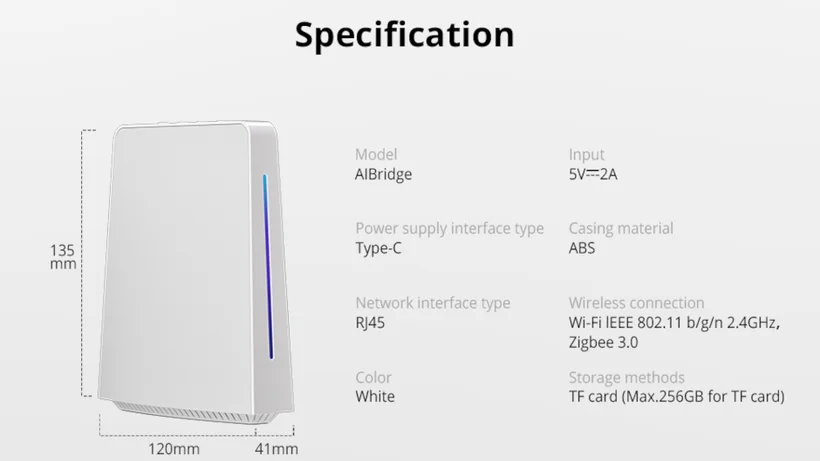 Specification
135
mm
120mm
41mm
Model
AIBridge
Input
5V⎓2A
Power supply interface type
Type-C
Casing material
ABS
Network interface type
RJ45
Wireless connection
Wi-Fi IEEE 802.11 b/g/n 2.4GHz,
Zigbee 3.0
Color
White
Storage methods
TF card (Max.256GB for TF card)